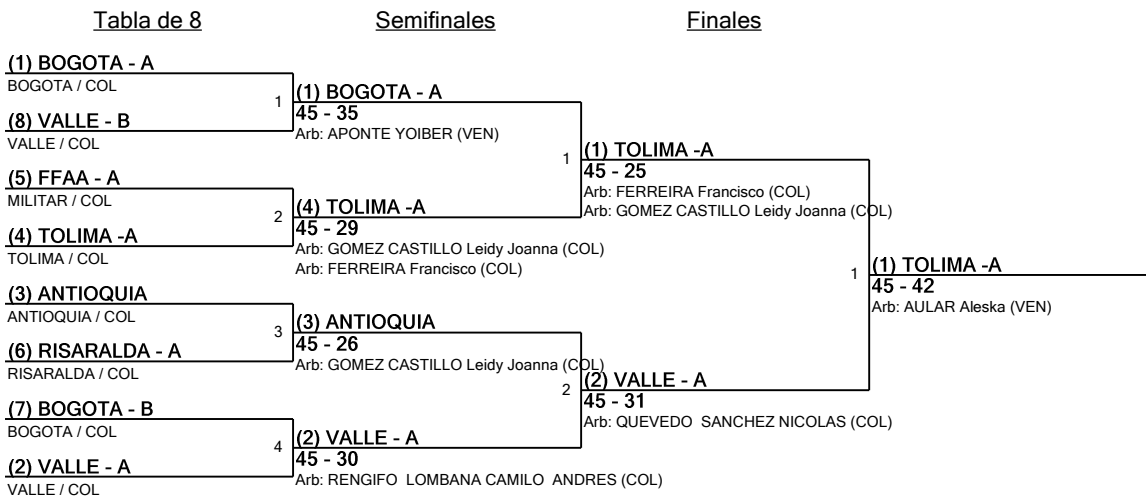 Tabla de 8
Semifinales
Finales
(1) BOGOTA - A
BOGOTA / COL
(8) VALLE - B
VALLE / COL
(5) FFAA - A
MILITAR / COL
(4) TOLIMA -A
TOLIMA / COL
(3) ANTIOQUIA
ANTIOQUIA / COL
(6) RISARALDA - A
RISARALDA / COL
(7) BOGOTA - B
BOGOTA / COL
(2) VALLE - A
VALLE / COL
1
(1) BOGOTA - A
45 - 35
Arb: APONTE YOIBER (VEN)
2
(4) TOLIMA -A
45 - 29
Arb: GOMEZ CASTILLO Leidy Joanna (COL)
Arb: FERREIRA Francisco (COL)
3
(3) ANTIOQUIA
45 - 26
Arb: GOMEZ CASTILLO Leidy Joanna (COL)
4
(2) VALLE - A
45 - 30
Arb: RENGIFO  LOMBANA CAMILO  ANDRES (COL)
1
(1) TOLIMA -A
45 - 25
Arb: FERREIRA Francisco (COL)
Arb: GOMEZ CASTILLO Leidy Joanna (COL)
2
(2) VALLE - A
45 - 31
Arb: QUEVEDO  SANCHEZ NICOLAS (COL)
1
(1) TOLIMA -A
45 - 42
Arb: AULAR Aleska (VEN)